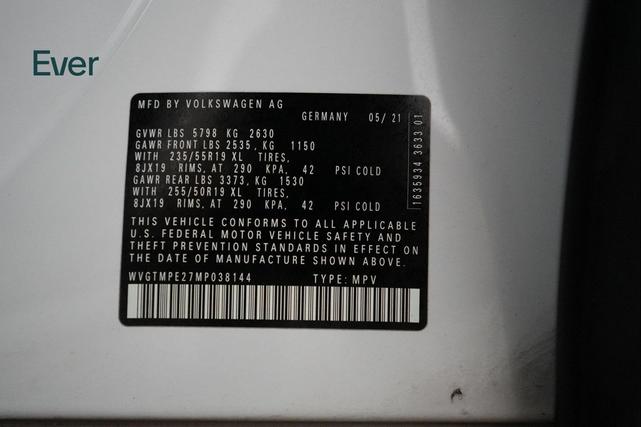 Ever
MFD BY VOLKSWAGEN AG
GERMANY 05/21
GVWR LBS 5798 KG 2630
GAWR FRONT LBS 2535, KG 1150
WITH 235/55R19 XL TIRES,
8JX19 RIMS, AT 290 KPA, 42 PSI COLD
GAWR REAR LBS 3373, KG 1530
WITH 255/50R19 XL TIRES,
8JX19 RIMS, AT 290 KPA, 42 PSI COLD
THIS VEHICLE CONFORMS TO ALL APPLICABLE
U.S. FEDERAL MOTOR VEHICLE SAFETY AND
THEFT PREVENTION STANDARDS IN EFFECT ON
THE DATE OF MANUFACTURE SHOWN ABOVE.
WVGTMPE27MP038144 TYPE: MPV
1635934 3633 01